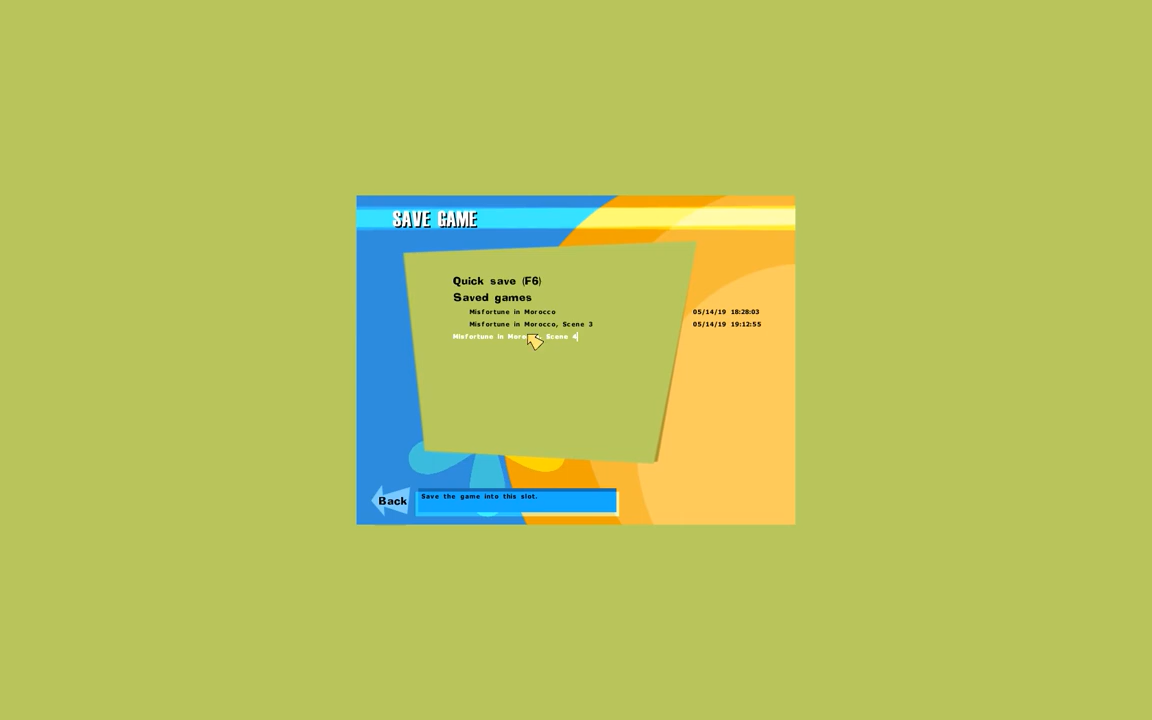 SAVE GAME
Quick save (F6)
Saved games
Misfortune in Morocco 05/14/19 18:28:03
Misfortune in Morocco, Scene 3 05/14/19 19:12:55
Misfortune in Scene
Back
Save the game into this slot.